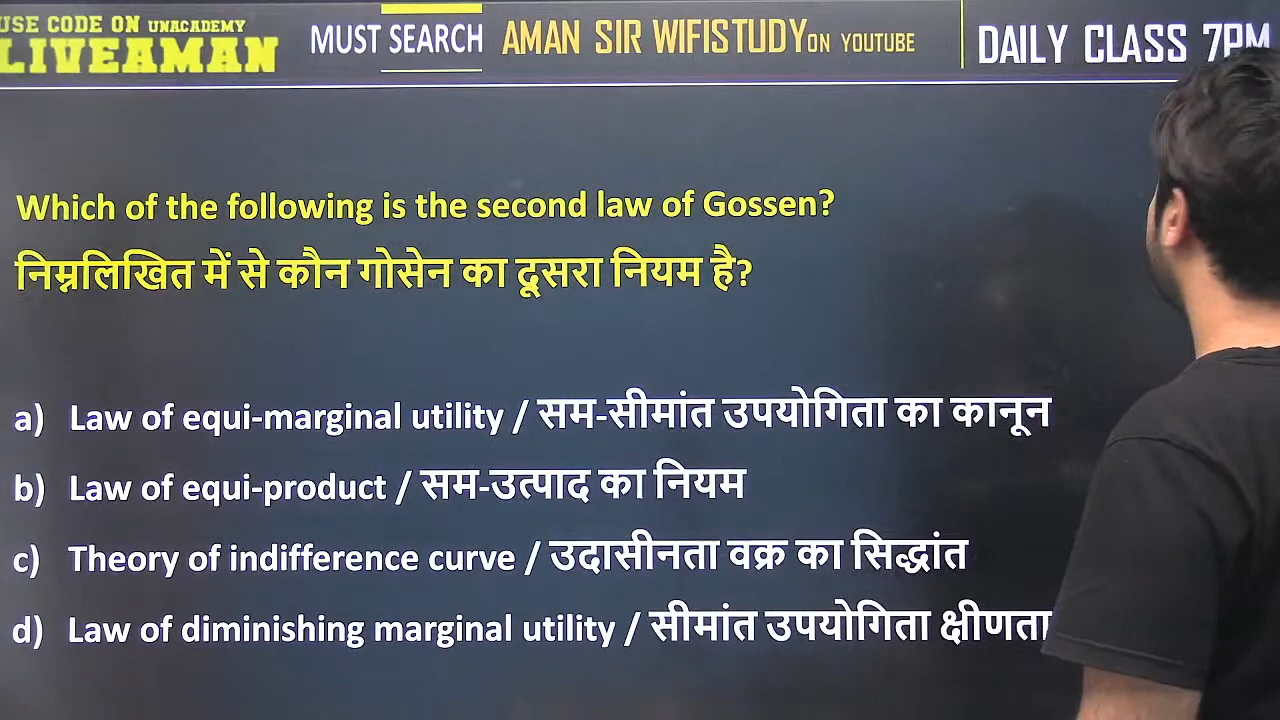 USE CODE ON UNACADEMY
LIVEAMAN
MUST SEARCH AMAN SIR WIFISTUDY ON YOUTUBE
DAILY CLASS 7PM
Which of the following is the second law of Gossen?
निम्नलिखित में से कौन गोसेन का दूसरा नियम है?
a) Law of equi-marginal utility / सम-सीमांत उपयोगिता का कानून
b) Law of equi-product / सम-उत्पाद का नियम
c) Theory of indifference curve / उदासीनता वक्र का सिद्धांत
d) Law of diminishing marginal utility / सीमांत उपयोगिता क्षीणता